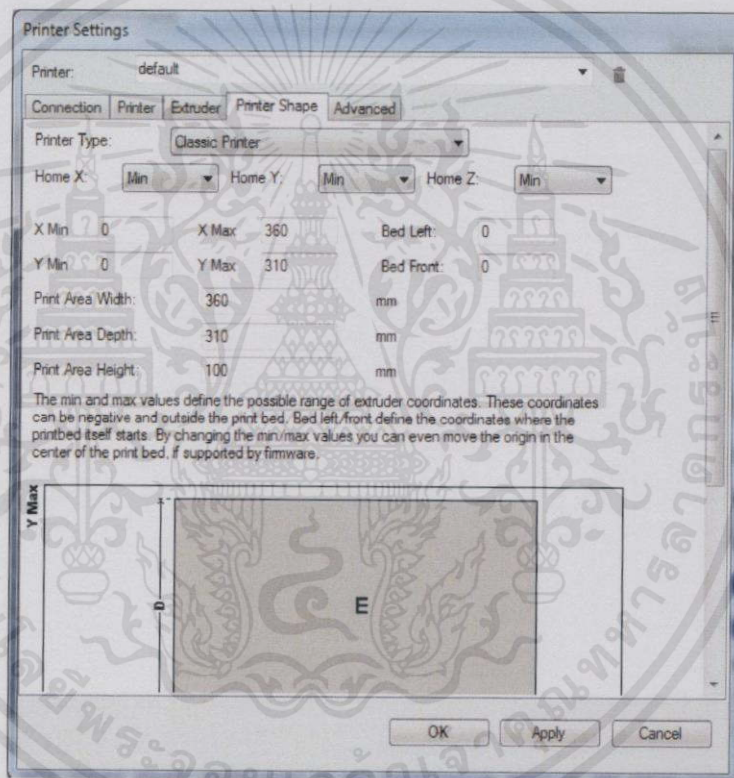 Printer Settings
Printer: default
Connection Printer Extruder Printer Shape Advanced
Printer Type: Classic Printer
Home X: Min Home Y: Min Home Z: Min
X Min 0 X Max 360 Bed Left: 0
Y Min 0 Y Max 310 Bed Front: 0
Print Area Width: 360 mm
Print Area Depth: 310 mm
Print Area Height: 100 mm
The min and max values define the possible range of extruder coordinates. These coordinates
can be negative and outside the print bed. Bed left/front define the coordinates where the
printbed itself starts. By changing the min/max values you can even move the origin in the
center of the print bed, if supported by firmware.
Y Max
D
E
OK Apply Cancel